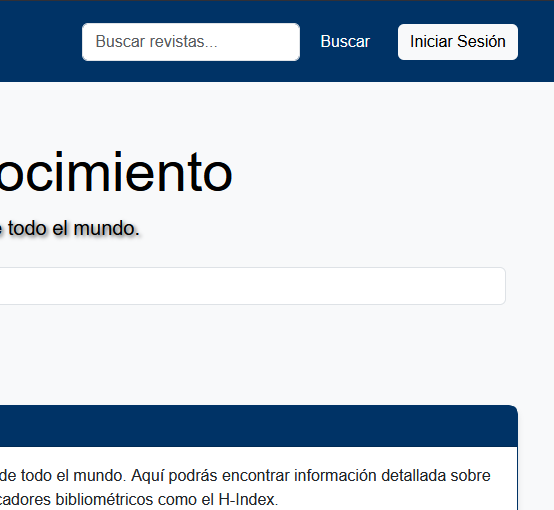 Buscar revistas...
Buscar
Iniciar Sesión
ocimiento
todo el mundo.
de todo el mundo. Aquí podrás encontrar información detallada sobre
cadores bibliométricos como el H-Index.